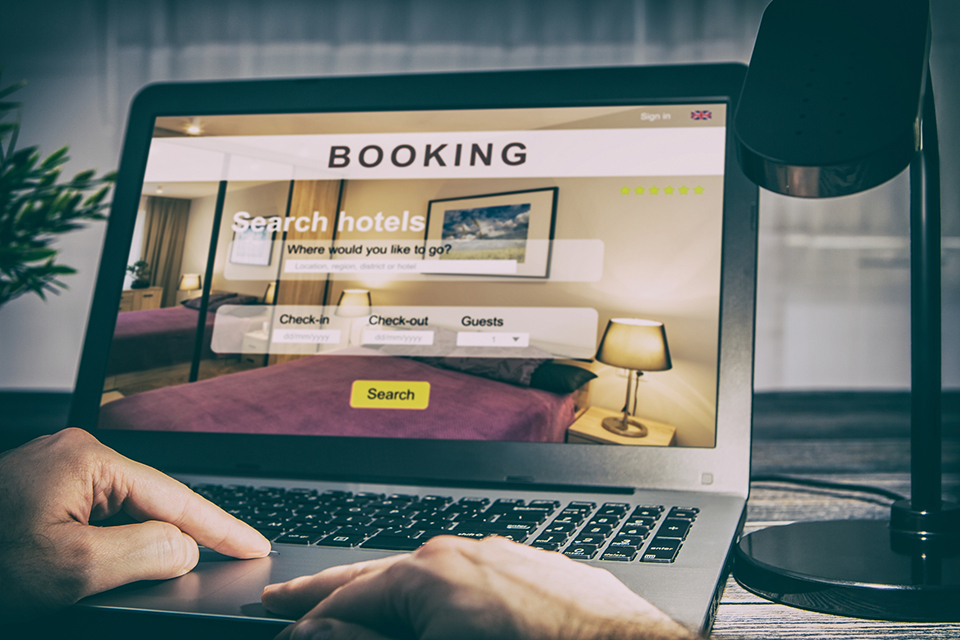 Sign in
BOOKING
Search hotels
Where would you like to go?
Location, region, district or hotel
Check-in Check-out Guests
dd/mm/yyyy dd/mm/yyyy 1
Search